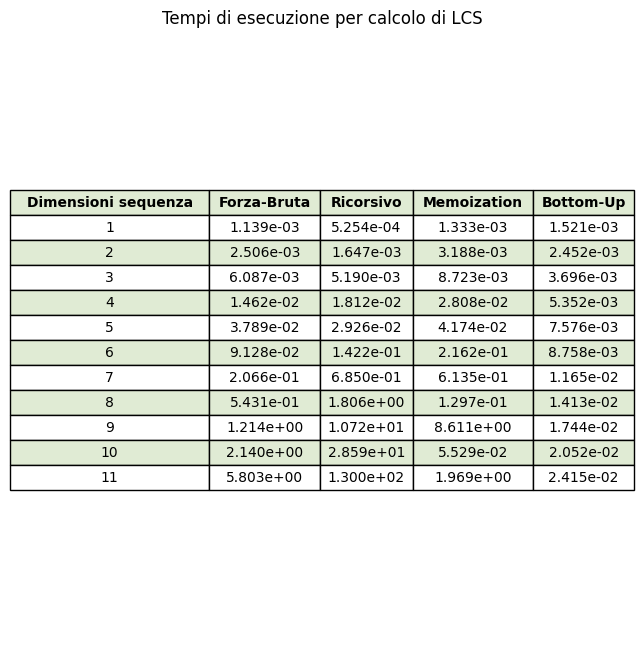 Tempi di esecuzione per calcolo di LCS
Dimensioni sequenza Forza-Bruta Ricorsivo Memoization Bottom-Up
1 1.139e-03 5.254e-04 1.333e-03 1.521e-03
2 2.506e-03 1.647e-03 3.188e-03 2.452e-03
3 6.087e-03 5.190e-03 8.723e-03 3.696e-03
4 1.462e-02 1.812e-02 2.808e-02 5.352e-03
5 3.789e-02 2.926e-02 4.174e-02 7.576e-03
6 9.128e-02 1.422e-01 2.162e-01 8.758e-03
7 2.066e-01 6.850e-01 6.135e-01 1.165e-02
8 5.431e-01 1.806e+00 1.297e-01 1.413e-02
9 1.214e+00 1.072e+01 8.611e+00 1.744e-02
10 2.140e+00 2.859e+01 5.529e-02 2.052e-02
11 5.803e+00 1.300e+02 1.969e+00 2.415e-02